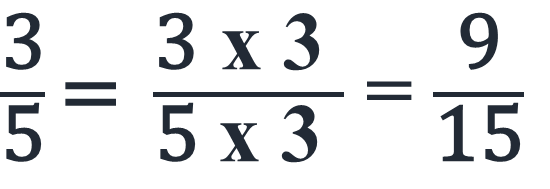 3/5 = 3 x 3/5 x 3 = 9/15